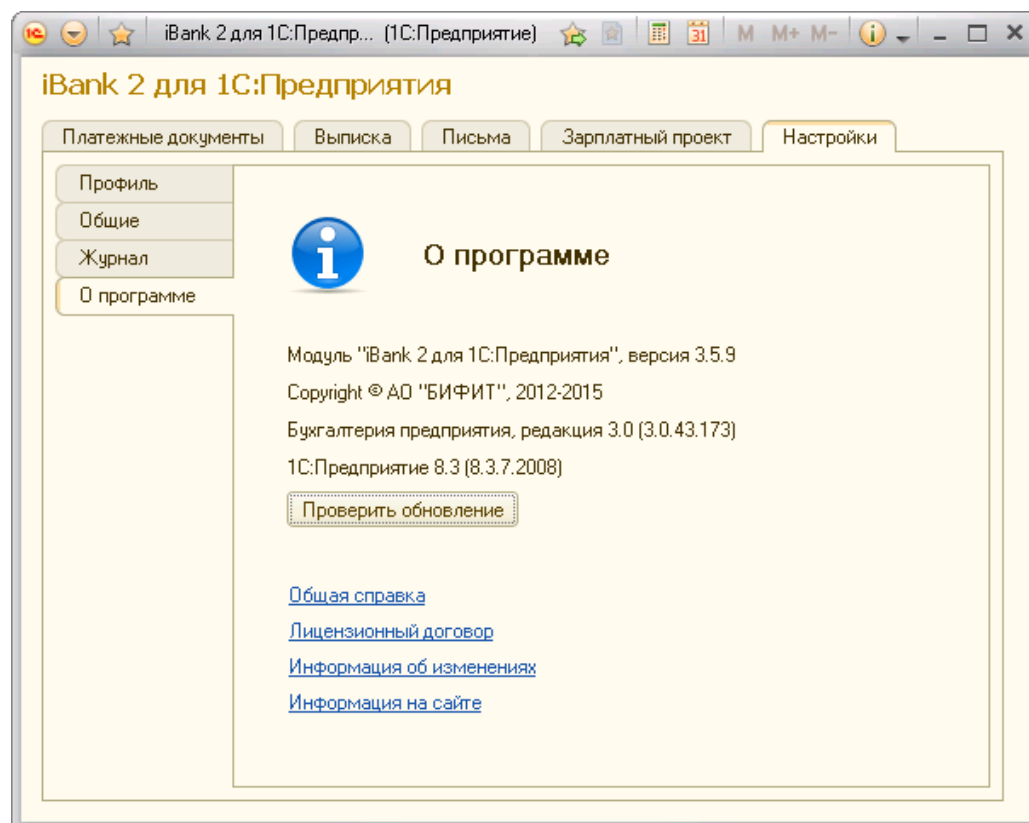 iBank 2 для 1С:Предпр... (1С:Предприятие) 31 M M+ M-
iBank 2 для 1С:Предприятия
Платежные документы Выписка Письма Зарплатный проект Настройки
Профиль
Общие
Журнал
О программе
О программе
Модуль "iBank 2 для 1С:Предприятия", версия 3.5.9
Copyright © АО "БИФИТ", 2012-2015
Бухгалтерия предприятия, редакция 3.0 (3.0.43.173)
1С:Предприятие 8.3 (8.3.7.2008)
Проверить обновление
Общая справка
Лицензионный договор
Информация об изменениях
Информация на сайте